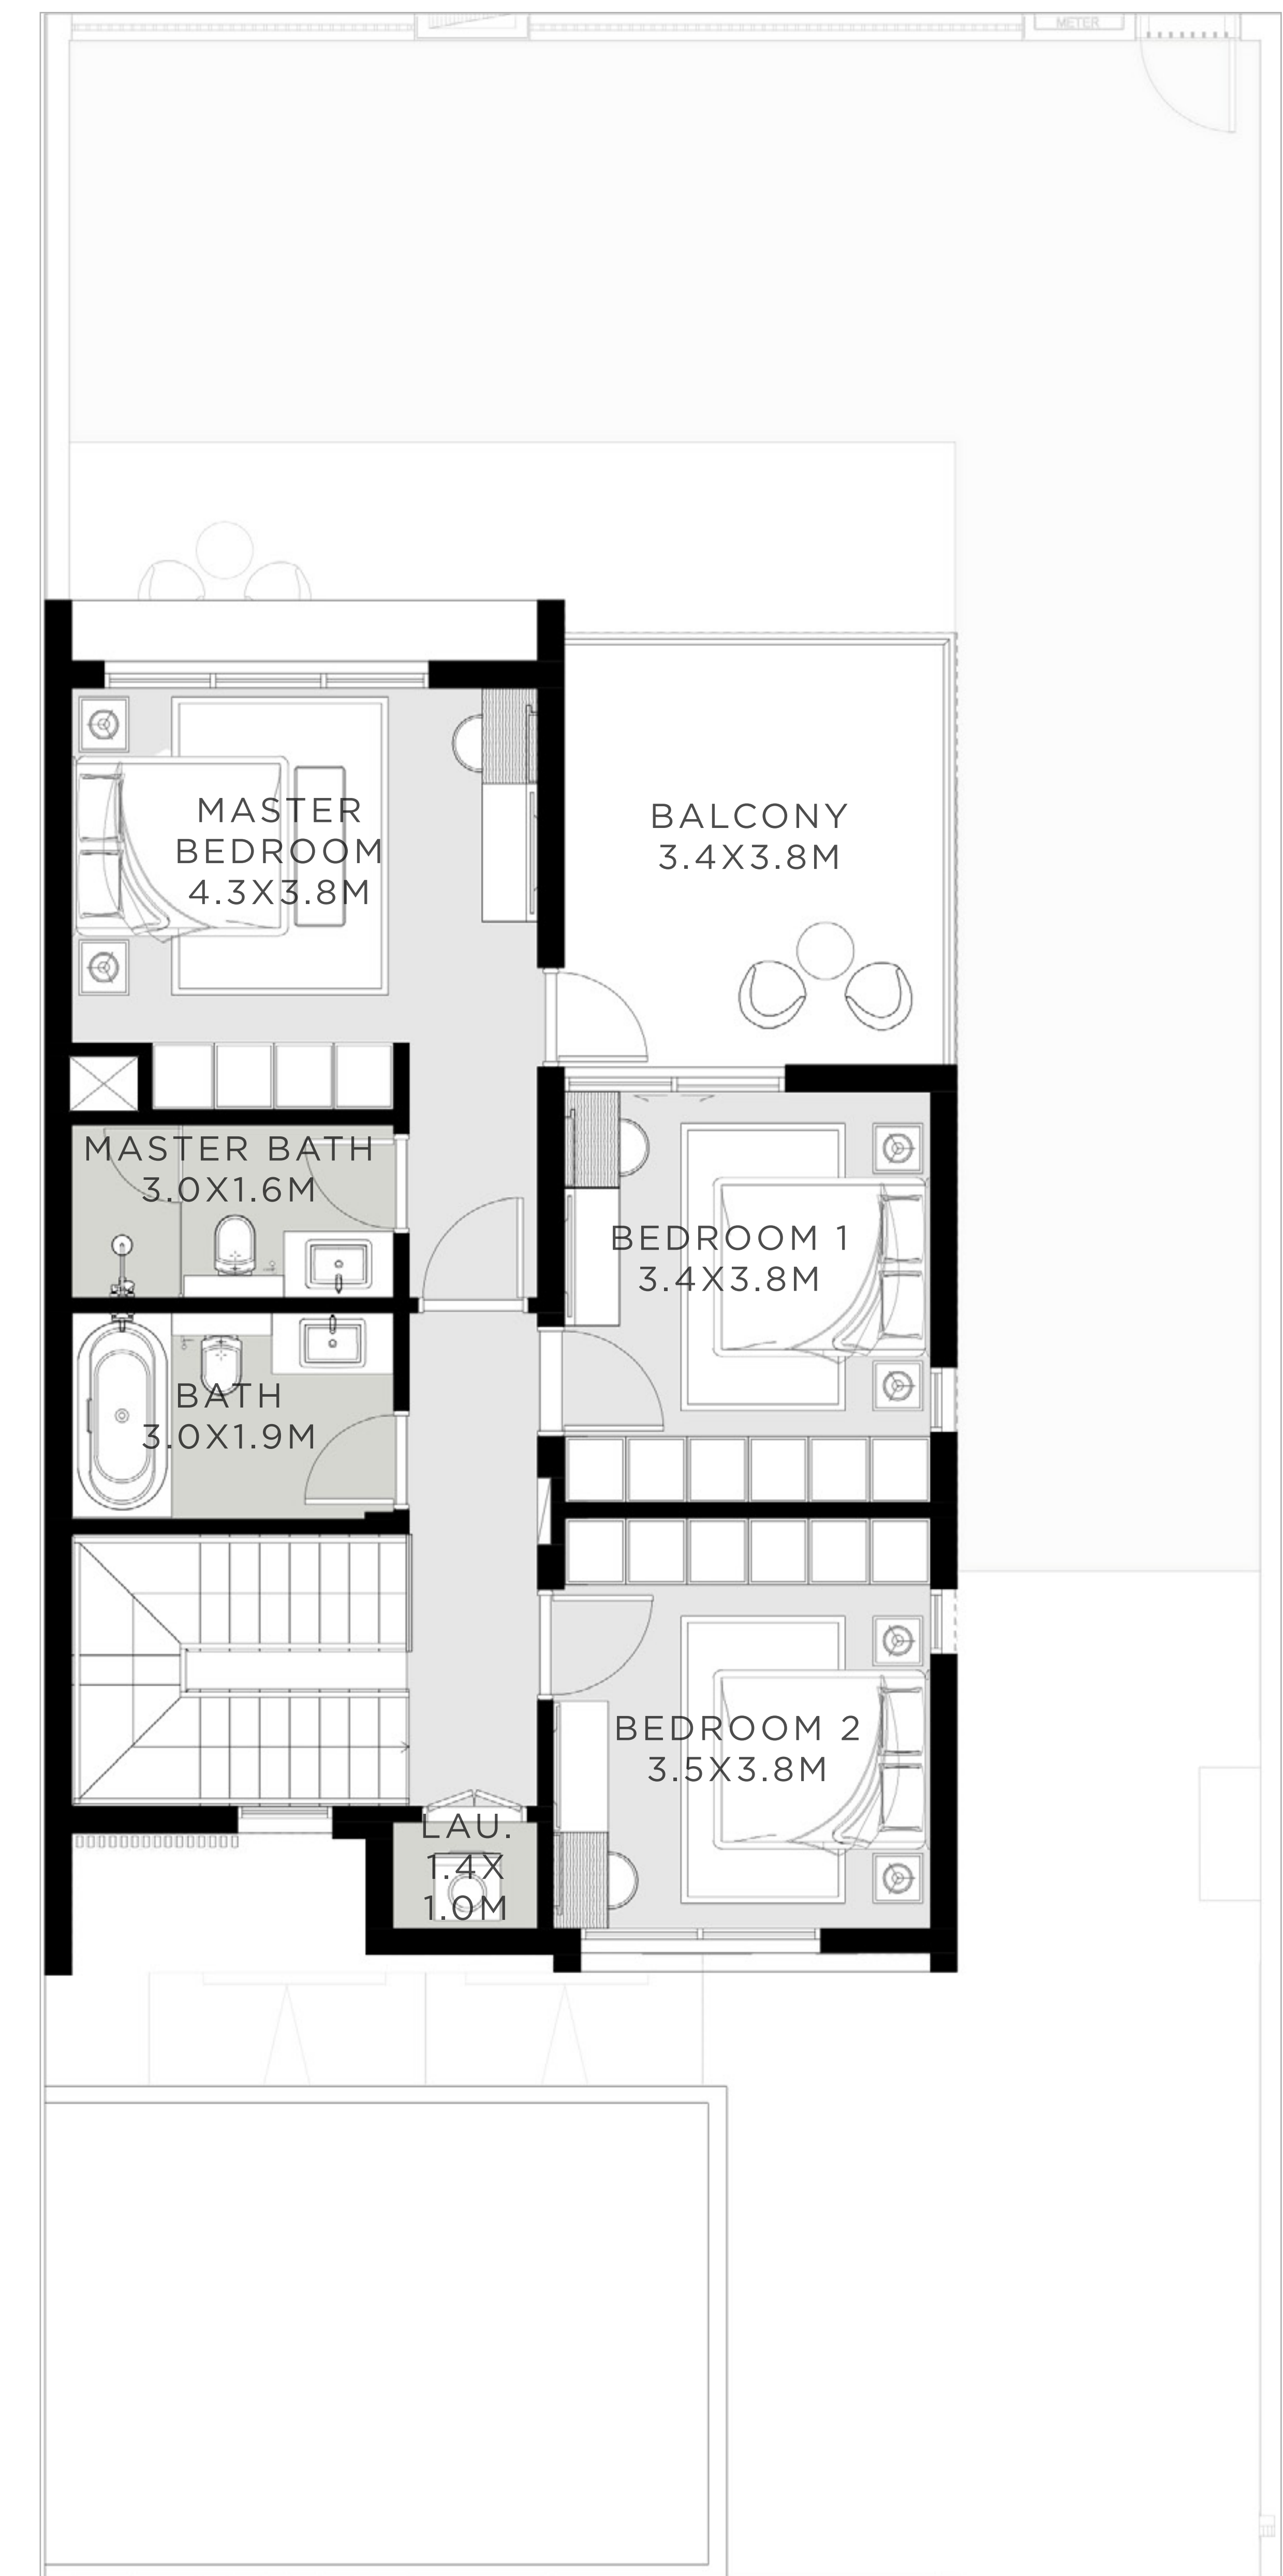 METER
MASTER
BEDROOM
4.3X3.8M
BALCONY
3.4X3.8M
MASTER BATH
3.0X1.6M
BEDROOM 1
3.4X3.8M
BATH
3.0X1.9M
BEDROOM 2
3.5X3.8M
LAU.
1.4X
1.0M